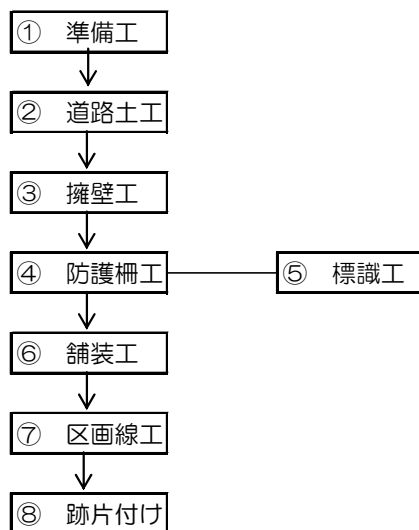 ① 準備工
② 道路土工
③ 擁壁工
④ 防護柵工
⑤ 標識工
⑥ 舗装工
⑦ 区画線工
⑧ 跡片付け